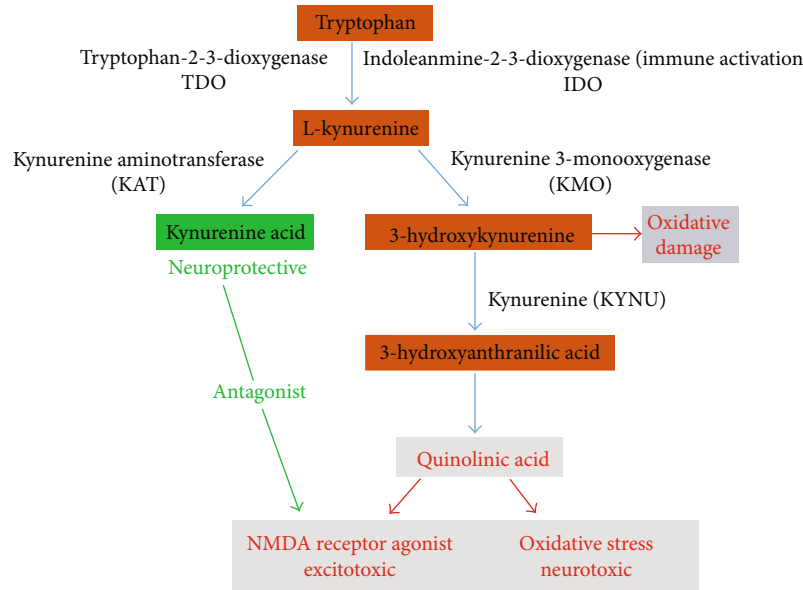 Tryptophan
Tryptophan-2-3-dioxygenase
TDO
Indoleanmine-2-3-dioxygenase (immune activation
IDO
L-kynurenine
Kynurenine aminotransferase
(KAT)
Kynurenine 3-monooxygenase
(KMO)
Kynurenine acid
3-hydroxykynurenine
Oxidative
damage
Neuroprotective
Kynurenine (KYNU)
3-hydroxyanthranilic acid
Antagonist
Quinolinic acid
NMDA receptor agonist
excitotoxic
Oxidative stress
neurotoxic